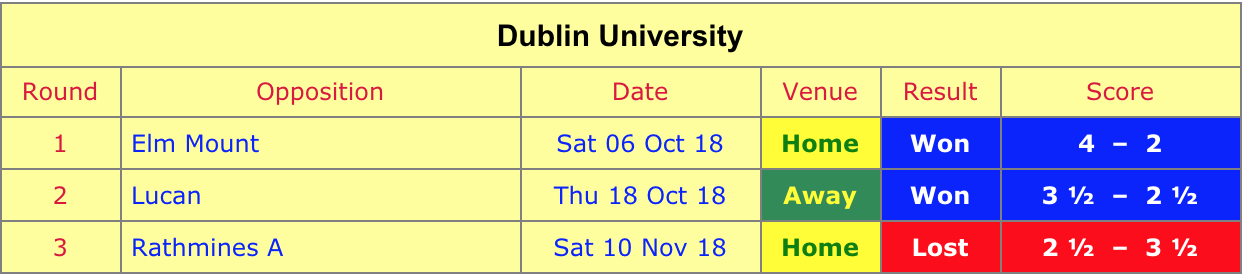 Dublin University
Round Opposition Date Venue Result Score
1 Elm Mount Sat 06 Oct 18 Home Won 4 – 2
2 Lucan Thu 18 Oct 18 Away Won 3 ½ – 2 ½
3 Rathmines A Sat 10 Nov 18 Home Lost 2 ½ – 3 ½